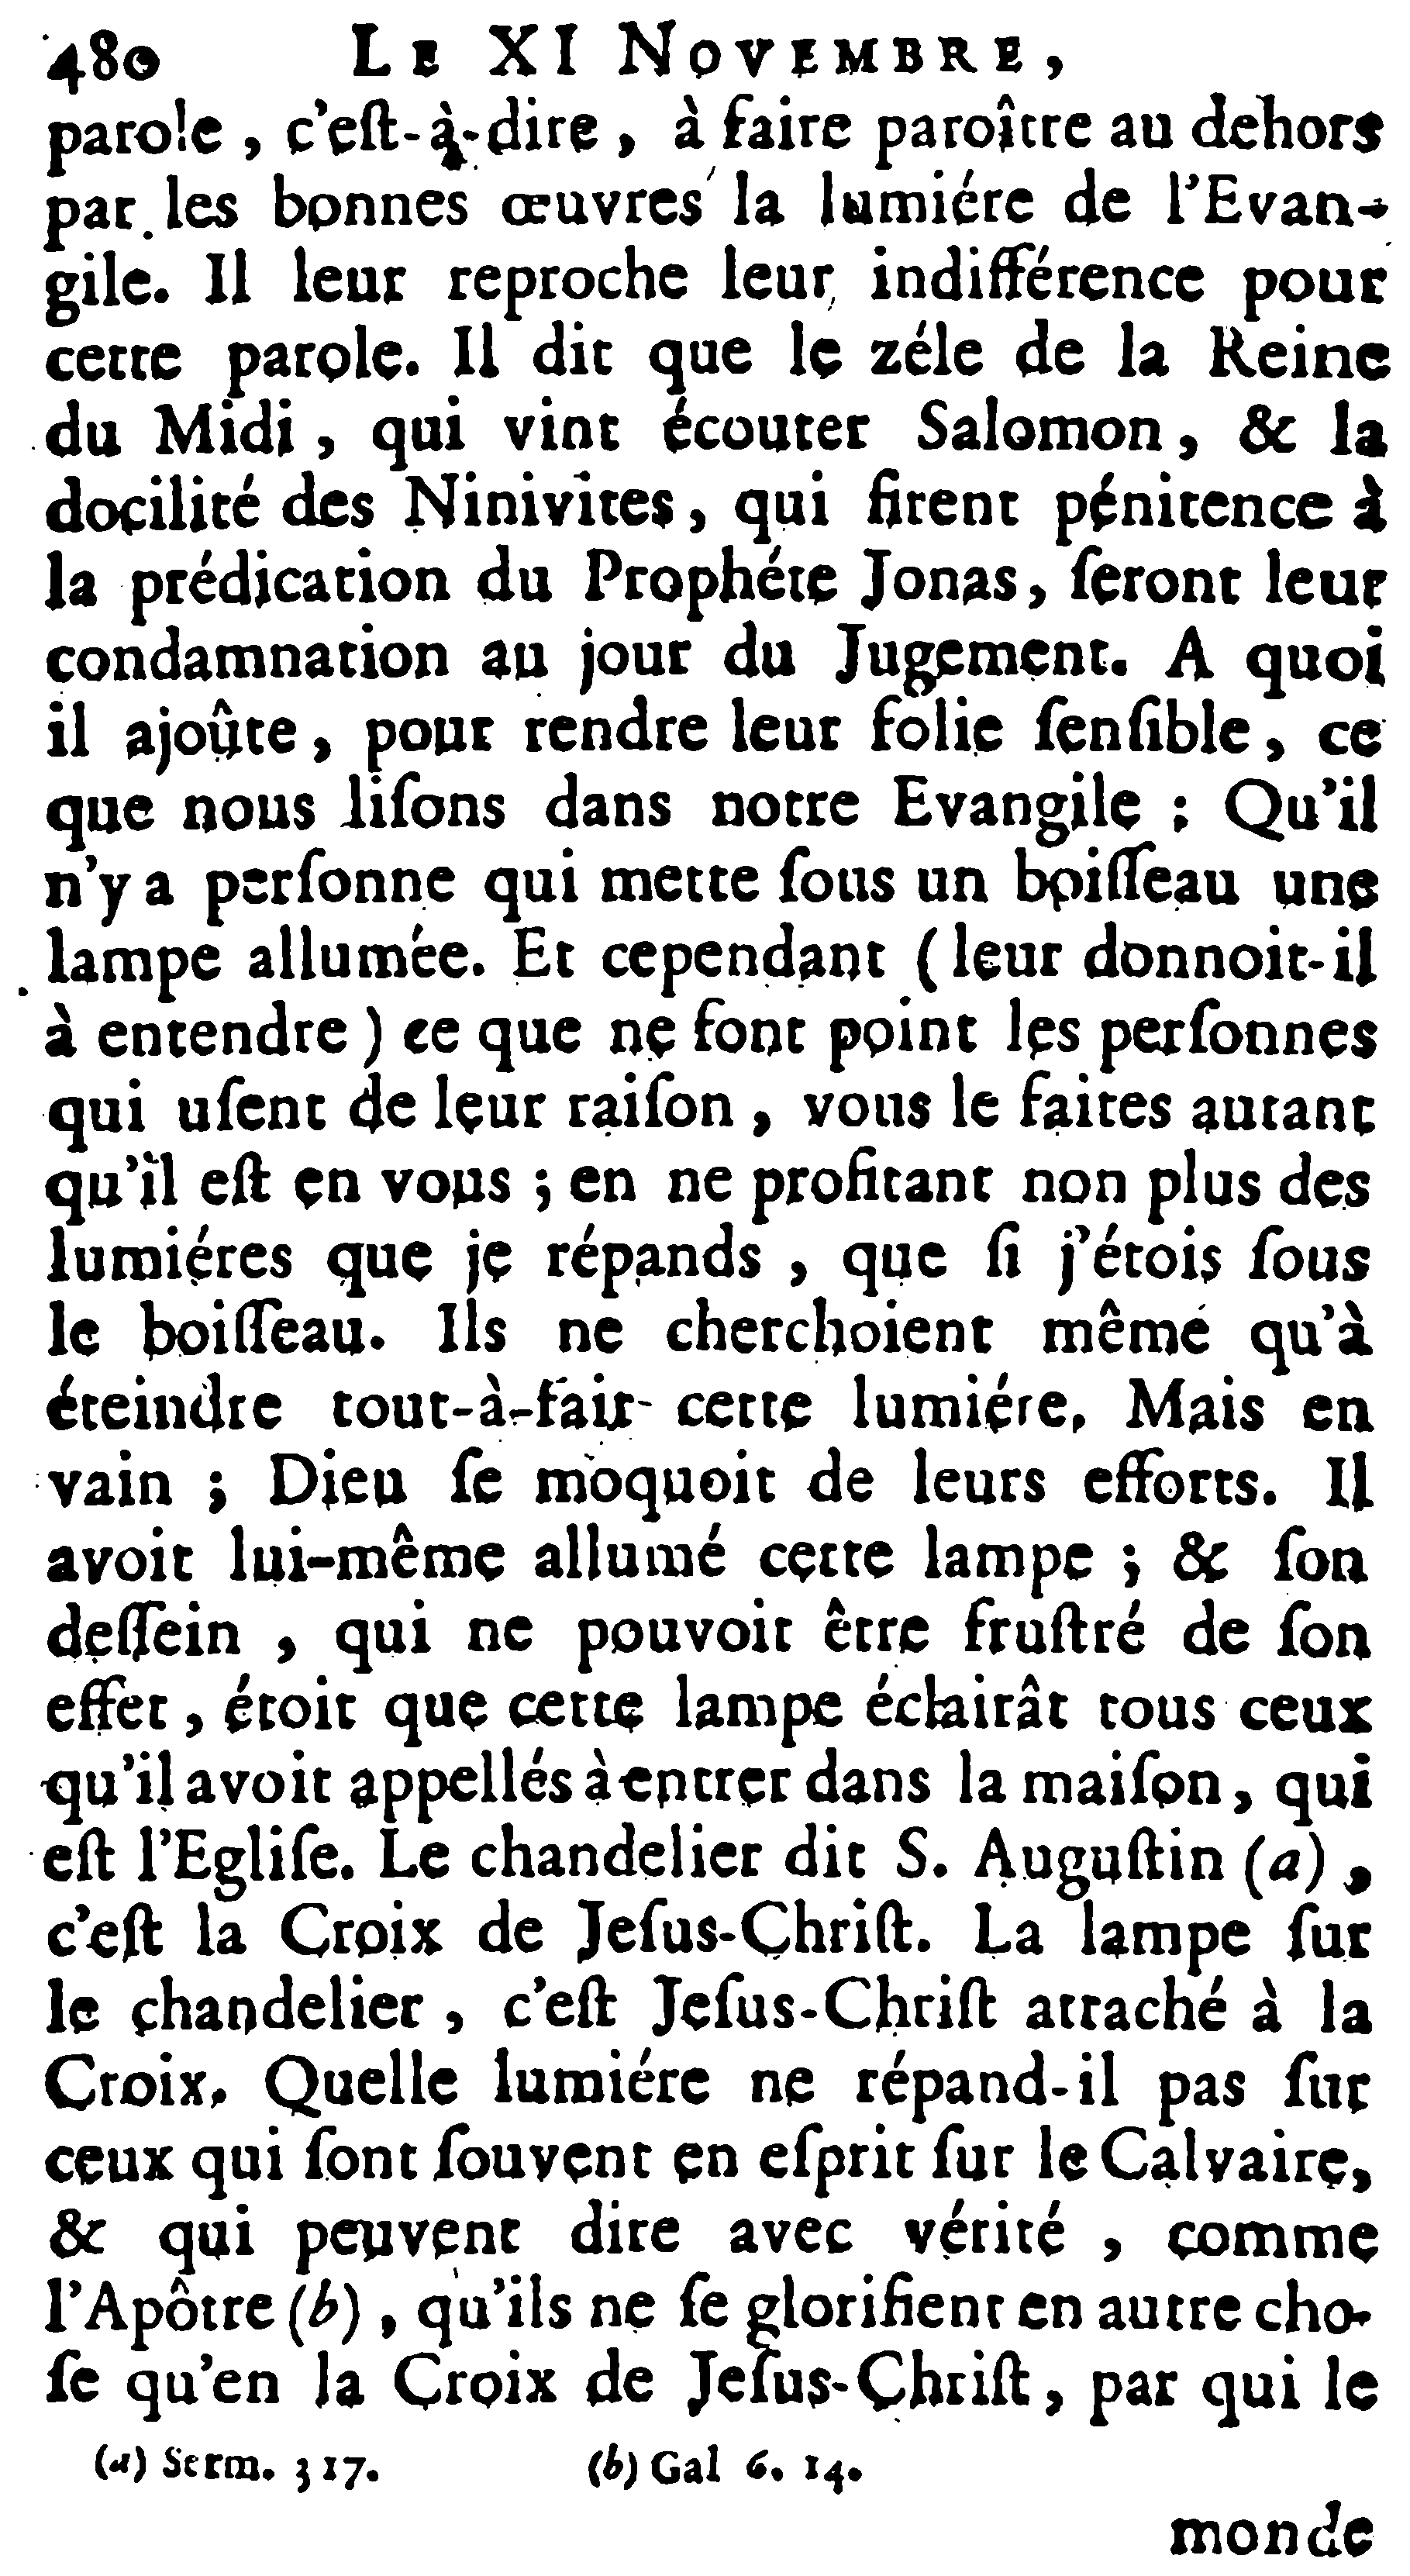 480 LE XI NOVEMBRE,
parole, c'eſt-à-dire, à faire paroître au dehors
par les bonnes œuvres la lumiére de l'Evan-
gile. Il leur reproche leur indifférence pour
cette parole. Il dit que le zéle de la Reine
du Midi, qui vint écouter Salomon, & la
docilité des Ninivites, qui firent pénitence à
la prédication du Prophéte Jonas, ſeront leur
condamnation au jour du Jugement. A quoi
il ajoûte, pour rendre leur folie ſenſible, ce
que nous liſons dans notre Evangile : Qu'il
n'y a perſonne qui mette ſous un boiſſeau une
lampe allumée. Et cependant (leur donnoit-il
à entendre) ce que ne font point les perſonnes
qui uſent de leur raiſon, vous le faites autant
qu'il eſt en vous ; en ne profitant non plus des
lumiéres que je répands, que ſi j'étois ſous
le boiſſeau. Ils ne cherchoient même qu'à
éteindre tout-à-fait cette lumiére. Mais en
vain ; Dieu ſe moquoit de leurs efforts. Il
avoit lui-même allumé cette lampe ; & ſon
deſſein, qui ne pouvoit être fruſtré de ſon
effet, étoit que cette lampe éclairât tous ceux
qu'il avoit appellés à entrer dans la maiſon, qui
eſt l'Egliſe. Le chandelier dit S. Auguſtin (a),
c'eſt la Croix de Jeſus-Chriſt. La lampe ſur
le chandelier, c'eſt Jeſus-Chriſt attaché à la
Croix. Quelle lumiére ne répand-il pas ſur
ceux qui ſont ſouvent en eſprit ſur le Calvaire,
& qui peuvent dire avec vérité, comme
l'Apôtre (b), qu'ils ne ſe glorifient en autre cho-
ſe qu'en la Croix de Jeſus-Chriſt, par qui le
(a) Serm. 317. (b) Gal 6. 14.
monde